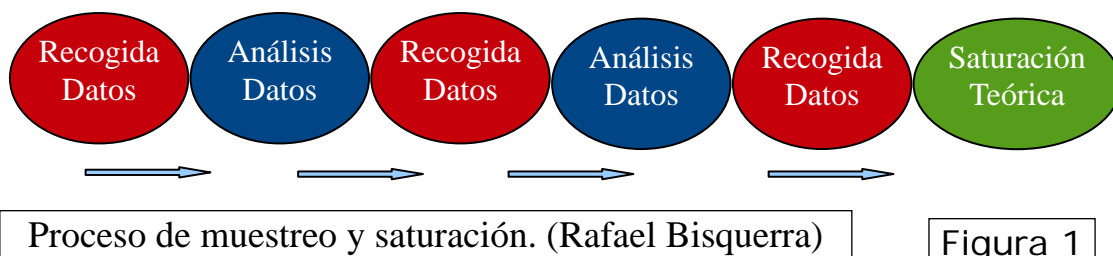 Recogida
Datos
Análisis
Datos
Recogida
Datos
Análisis
Datos
Recogida
Datos
Saturación
Teórica
Proceso de muestreo y saturación. (Rafael Bisquerra)
Figura 1